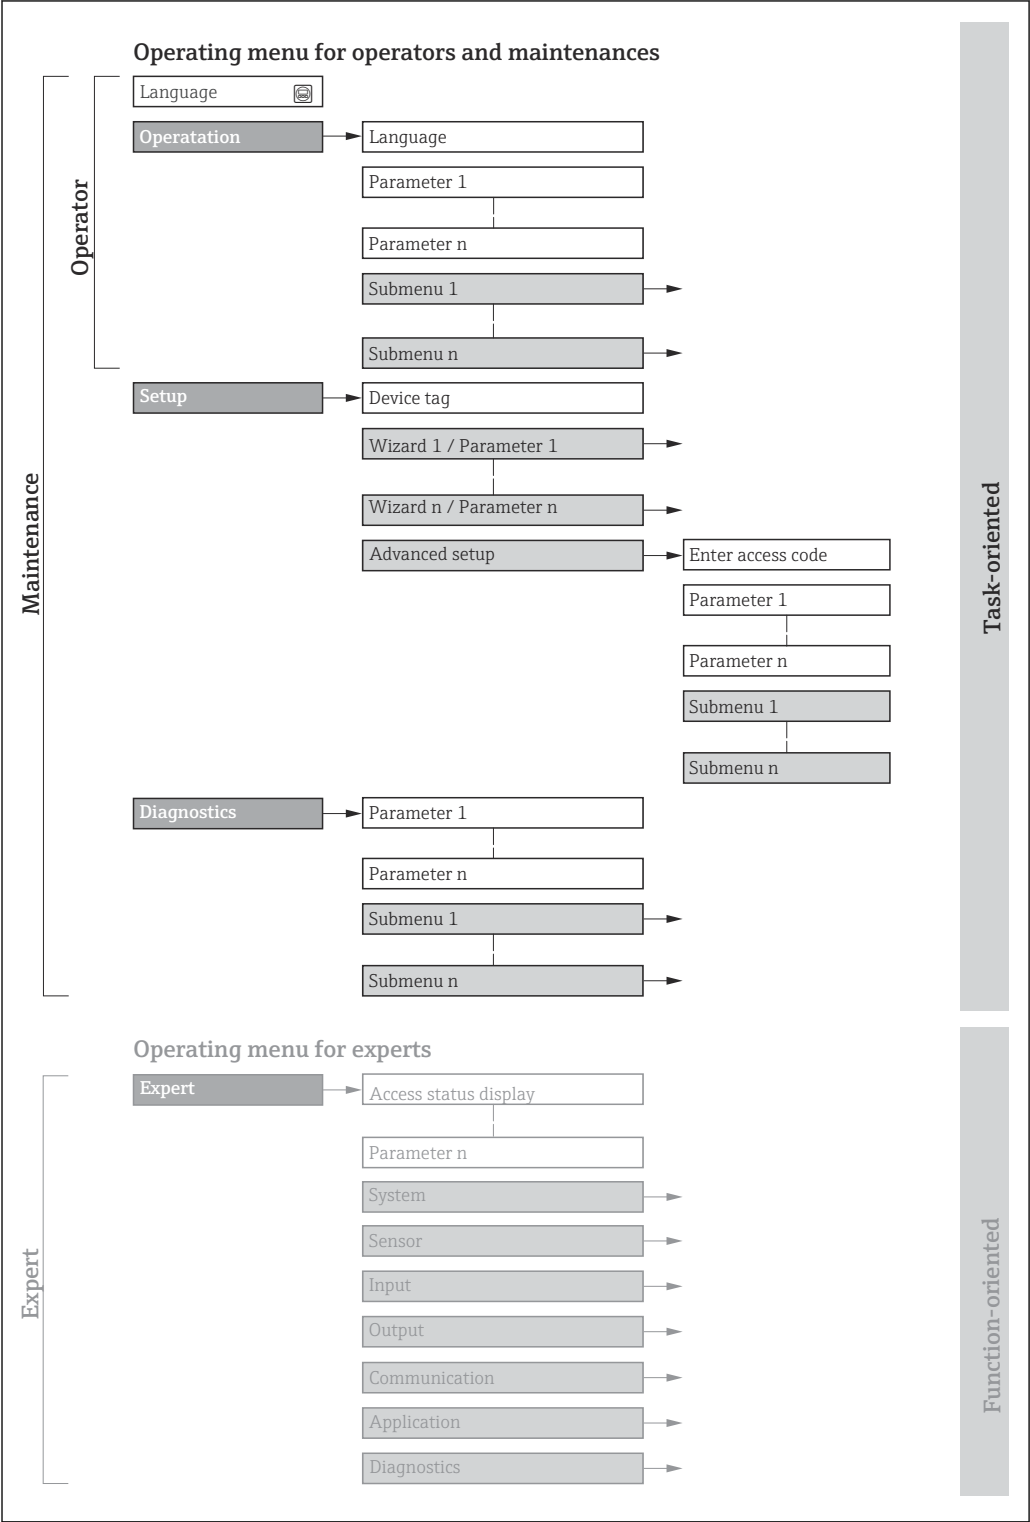 Operating menu for operators and maintenances
Language
Operatation
Language
Parameter 1
Parameter n
Submenu 1
Submenu n
Operator
Setup
Device tag
Wizard 1 / Parameter 1
Wizard n / Parameter n
Advanced setup
Enter access code
Parameter 1
Parameter n
Submenu 1
Submenu n
Diagnostics
Parameter 1
Parameter n
Submenu 1
Submenu n
Maintenance
Task-oriented
Operating menu for experts
Expert
Access status display
Parameter n
System
Sensor
Input
Output
Communication
Application
Diagnostics
Expert
Function-oriented